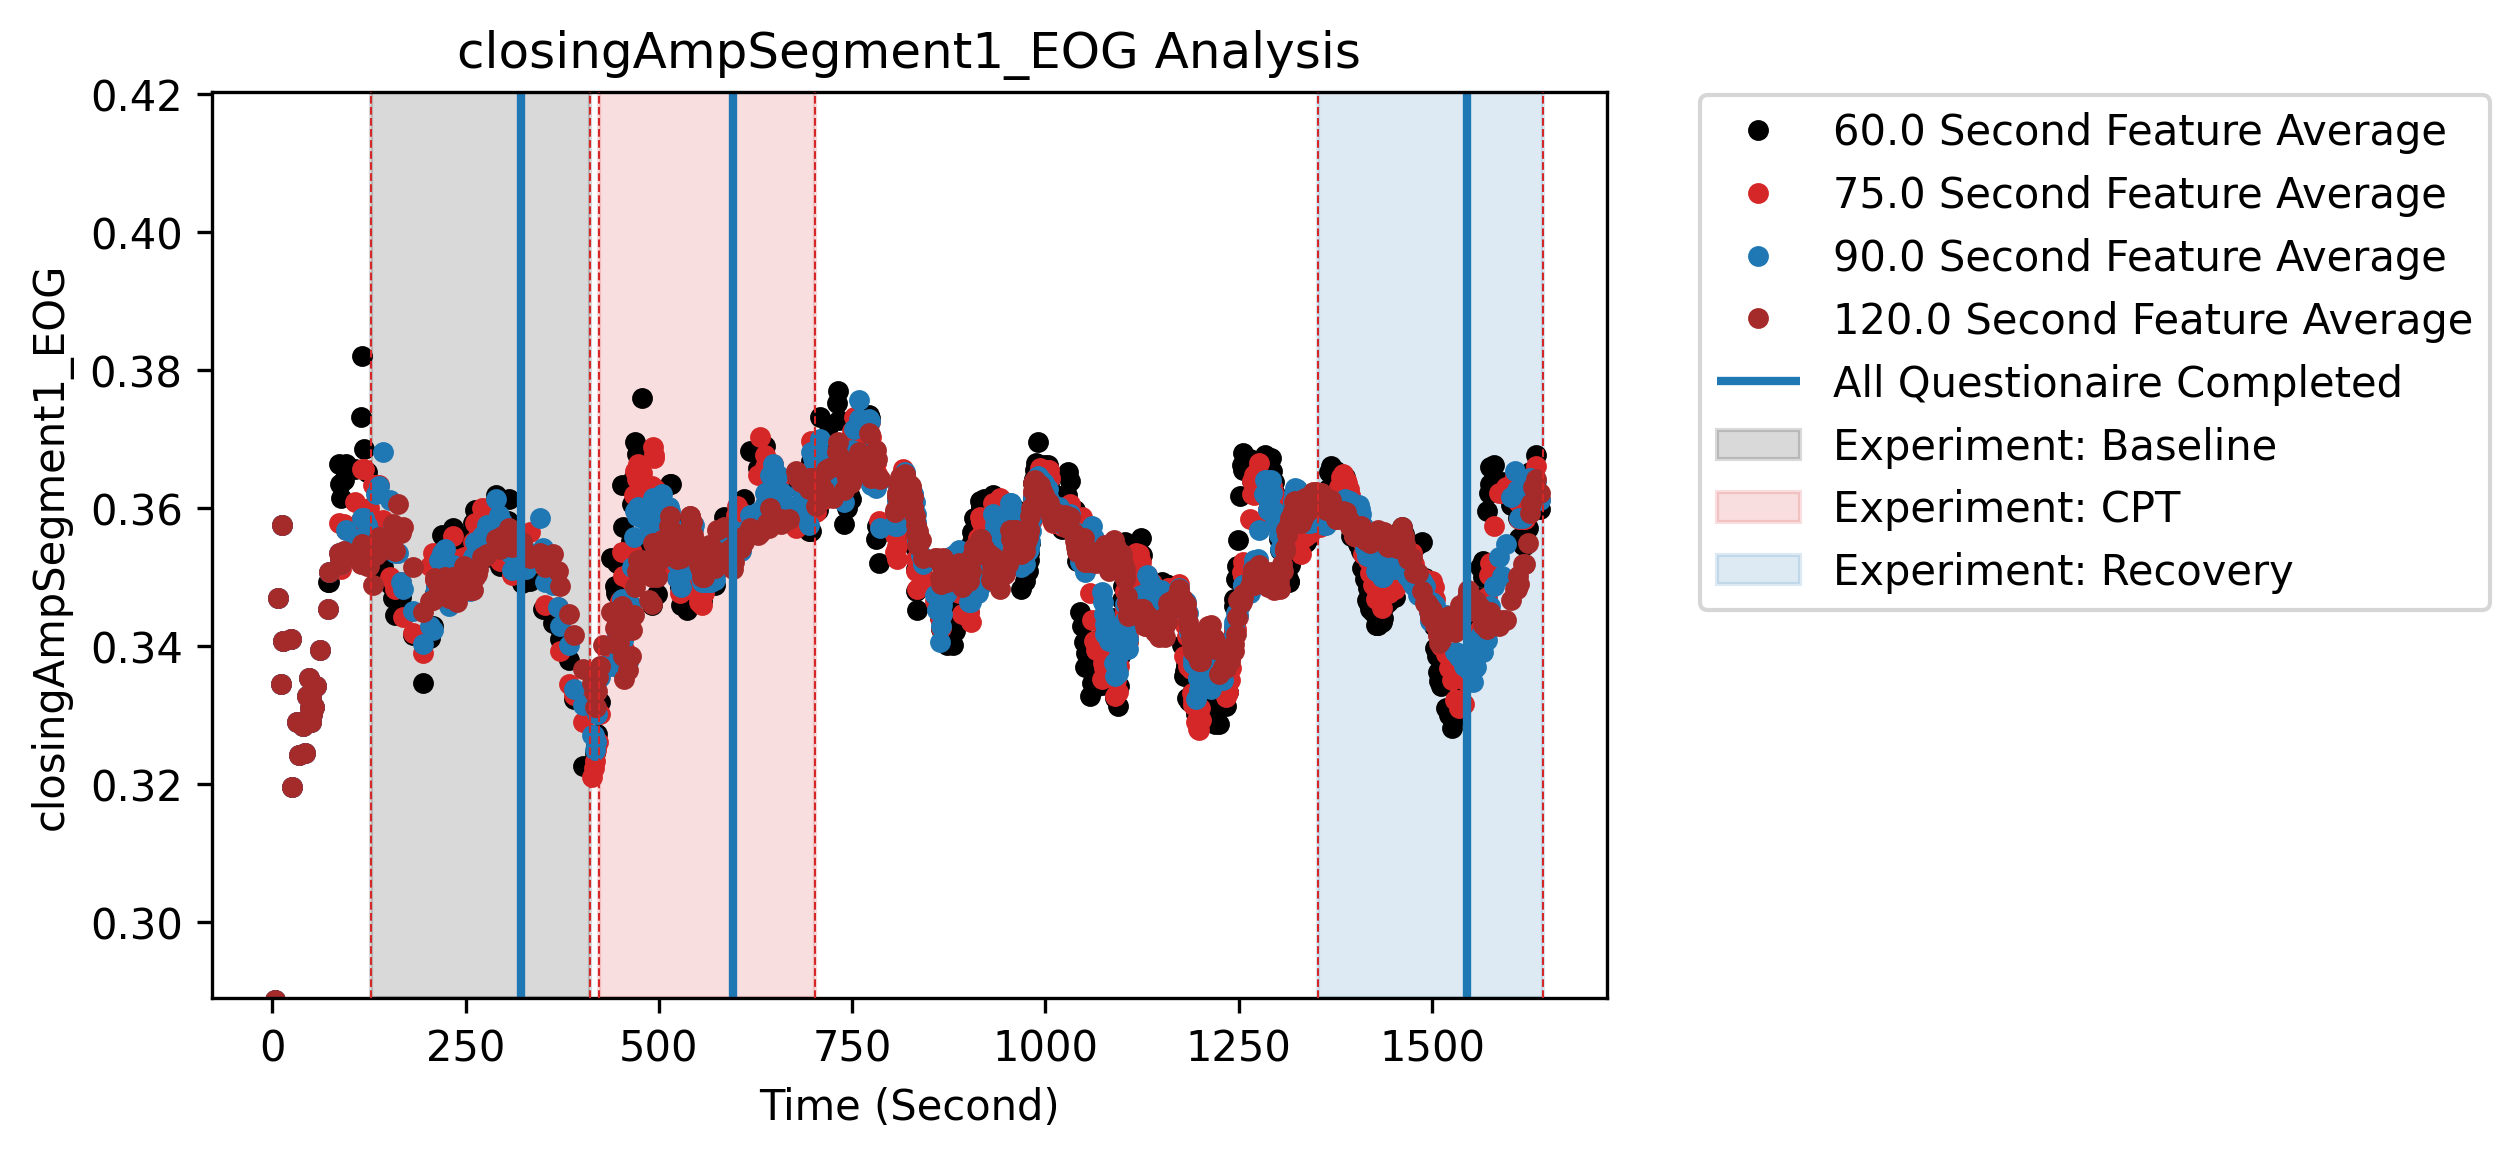 closingAmpSegment1_EOG Analysis
closingAmpSegment1_EOG
0.42
0.40
0.38
0.36
0.34
0.32
0.30
0
250
500
750
1000
1250
1500
Time (Second)
60.0 Second Feature Average
75.0 Second Feature Average
90.0 Second Feature Average
120.0 Second Feature Average
All Questionaire Completed
Experiment: Baseline
Experiment: CPT
Experiment: Recovery